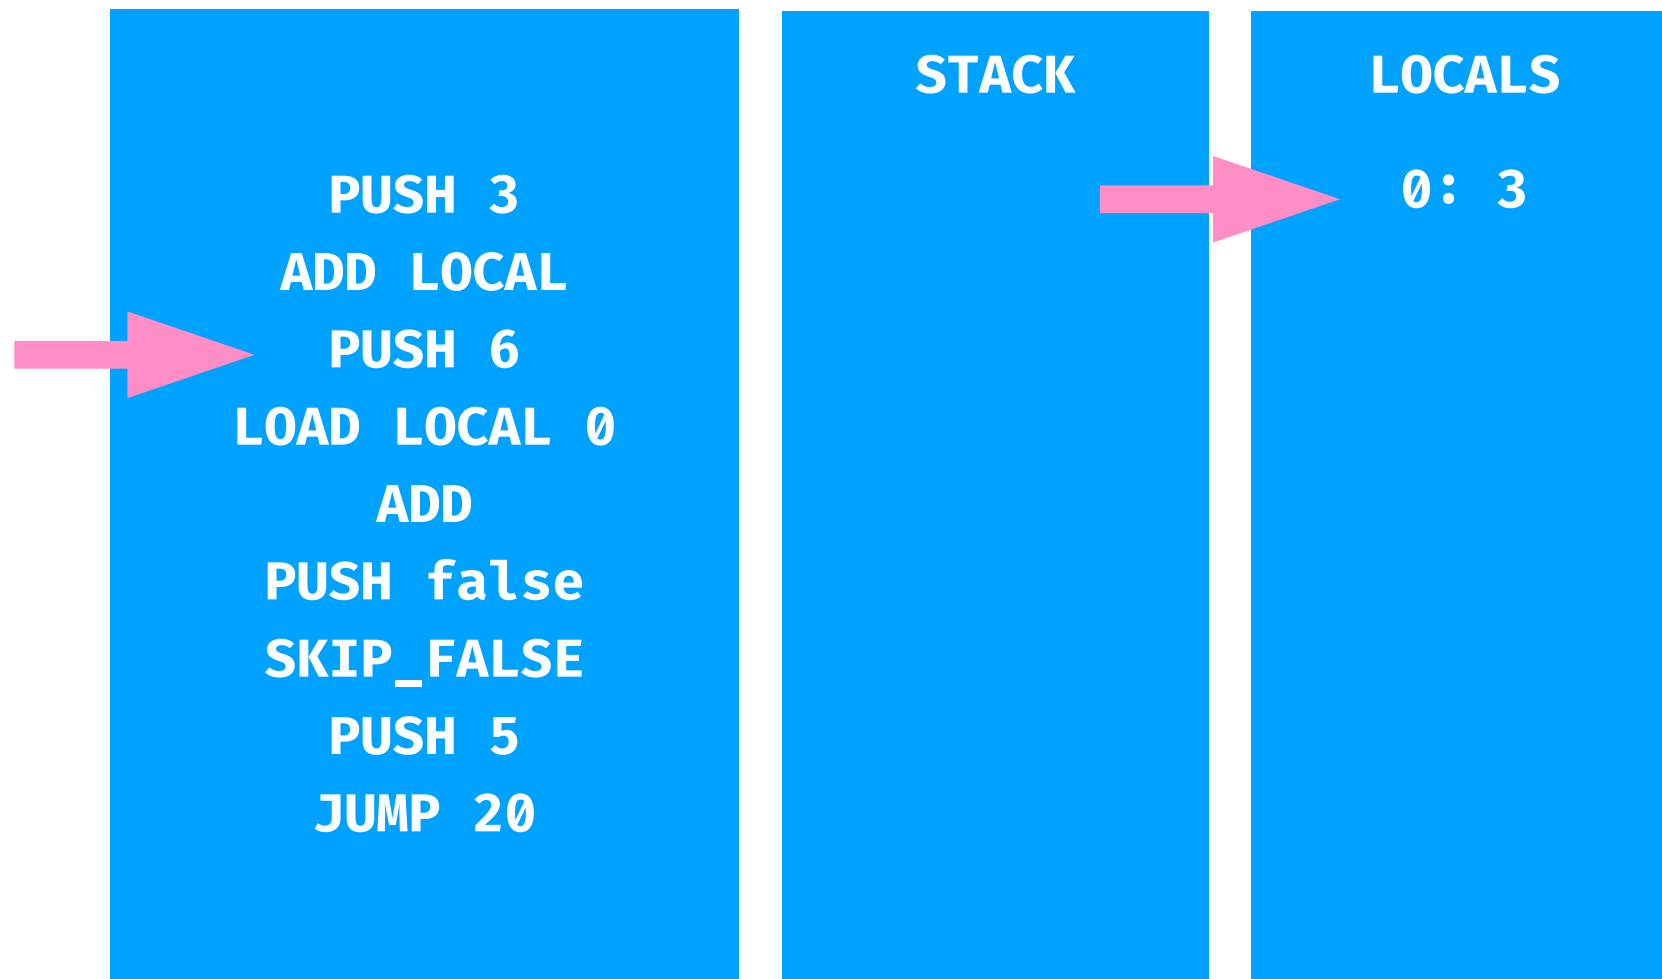 PUSH 3
ADD LOCAL
PUSH 6
LOAD LOCAL 0
ADD
PUSH false
SKIP_FALSE
PUSH 5
JUMP 20
STACK
LOCALS
0: 3